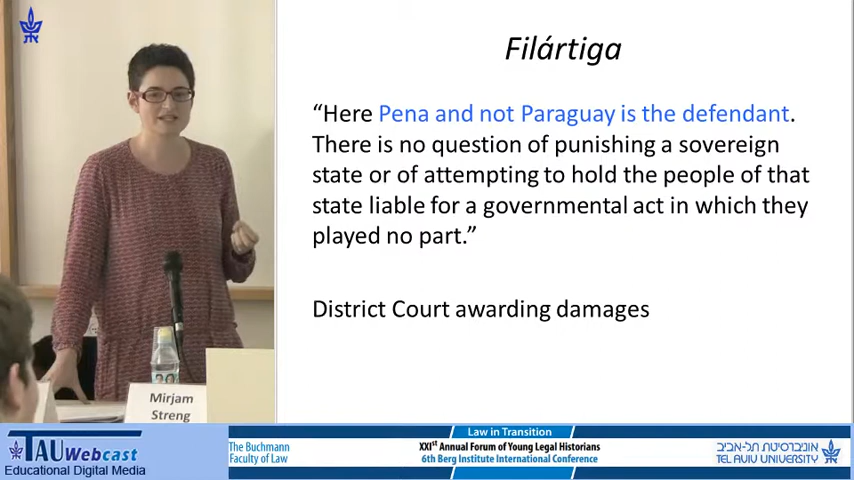 Filártiga
“Here Pena and not Paraguay is the defendant.
There is no question of punishing a sovereign
state or of attempting to hold the people of that
state liable for a governmental act in which they
played no part.”
District Court awarding damages
Mirjam
Streng
TAU Webcast
Educational Digital Media
The Buchmann
Faculty of Law
Law in Transition
XXIst Annual Forum of Young Legal Historians
6th Berg Institute International Conference
אוניברסיטת תל-אביב
TEL AVIV UNIVERSITY